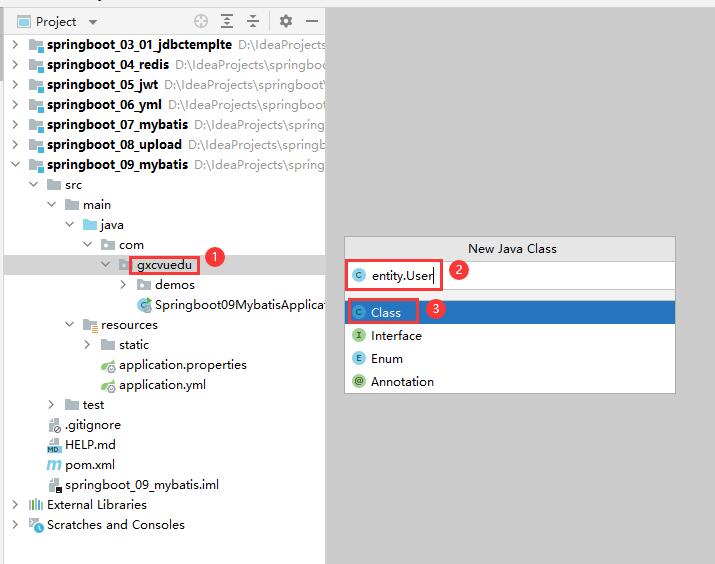 Project
springboot_03_01_jdbctemplte D:\IdeaProjects
springboot_04_redis D:\IdeaProjects\springboo
springboot_05_jwt D:\IdeaProjects\springboot
springboot_06_yml D:\IdeaProjects\springboot
springboot_07_mybatis D:\IdeaProjects\spring
springboot_08_upload D:\IdeaProjects\spring
springboot_09_mybatis D:\IdeaProjects\spring
src
main
java
com
gxcvuedu 1
demos
Springboot09MybatisApplicat
resources
static
application.properties
application.yml
test
.gitignore
HELP.md
pom.xml
springboot_09_mybatis.iml
External Libraries
Scratches and Consoles
New Java Class
C entity.User 2
C Class 3
I Interface
E Enum
@ Annotation